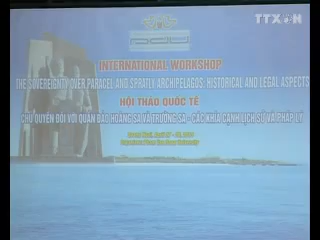 TTXVN
PDU
INTERNATIONAL WORKSHOP
THE SOVEREIGNTY OVER PARACEL AND SPRATLY ARCHIPELAGOS: HISTORICAL AND LEGAL ASPECTS
HỘI THẢO QUỐC TẾ
CHỦ QUYỀN ĐỐI VỚI QUẦN ĐẢO HOÀNG SA VÀ TRƯỜNG SA - CÁC KHÍA CẠNH LỊCH SỬ VÀ PHÁP LÝ